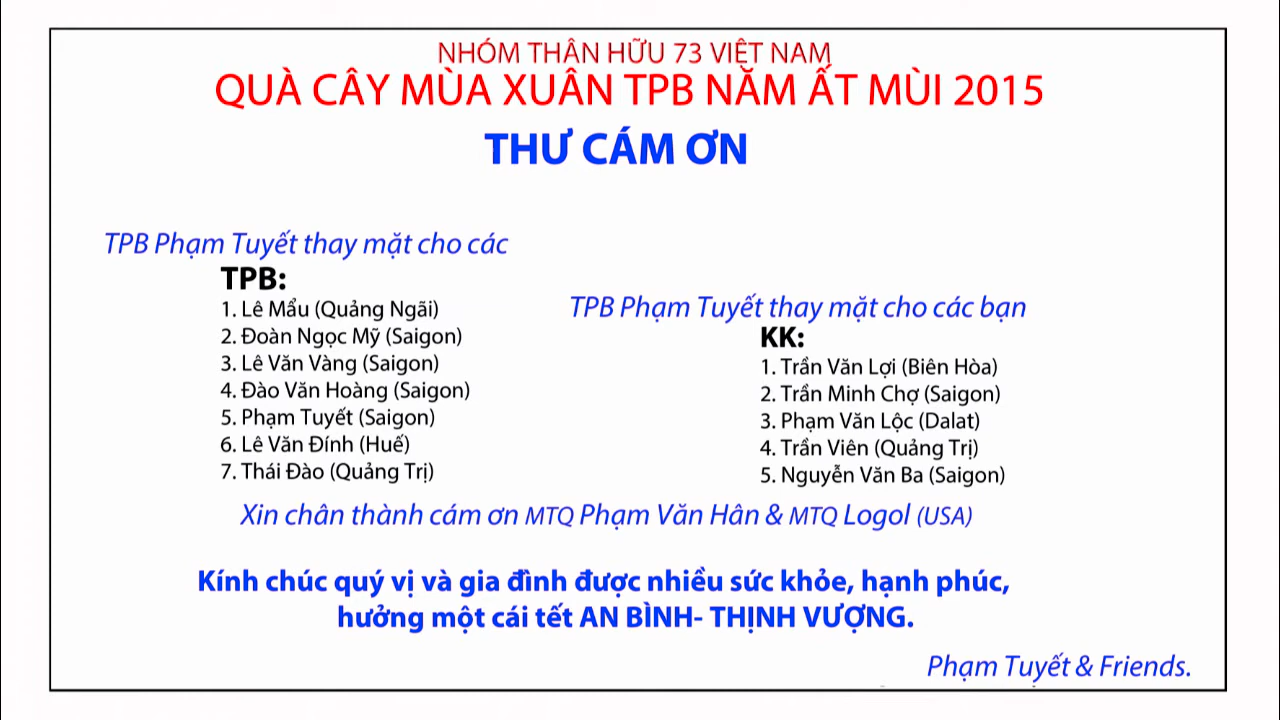 NHÓM THÂN HỮU 73 VIỆT NAM
QUÀ CÂY MÙA XUÂN TPB NĂM ẤT MÙI 2015
THƯ CÁM ƠN
TPB Phạm Tuyết thay mặt cho các
TPB:
1. Lê Mẩu (Quảng Ngãi)
2. Đoàn Ngọc Mỹ (Saigon)
3. Lê Văn Vàng (Saigon)
4. Đào Văn Hoàng (Saigon)
5. Phạm Tuyết (Saigon)
6. Lê Văn Đính (Huế)
7. Thái Đào (Quảng Trị)
TPB Phạm Tuyết thay mặt cho các bạn
KK:
1. Trần Văn Lợi (Biên Hòa)
2. Trần Minh Chợ (Saigon)
3. Phạm Văn Lộc (Dalat)
4. Trần Viên (Quảng Trị)
5. Nguyễn Văn Ba (Saigon)
Xin chân thành cám ơn MTQ Phạm Văn Hân & MTQ Logol (USA)
Kính chúc quý vị và gia đình được nhiều sức khỏe, hạnh phúc,
hưởng một cái tết AN BÌNH- THỊNH VƯỢNG.
Phạm Tuyết & Friends.